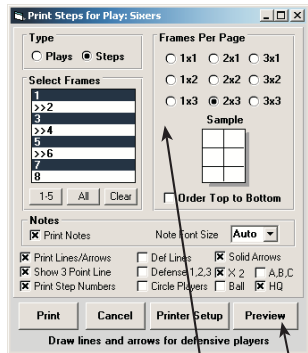 Print Steps for Play: Sixers
Type
Plays Steps
Select Frames
1
>>2
3
>>4
5
>>6
7
8
1-5 All Clear
Frames Per Page
1x1 2x1 3x1
1x2 2x2 3x2
1x3 2x3 3x3
Sample
Order Top to Bottom
Notes
Print Notes Note Font Size Auto
Print Lines/Arrows Def Lines Solid Arrows
Show 3 Point Line Defense 1,2,3 X 2 A,B,C
Print Step Numbers Circle Players Ball HQ
Print Cancel Printer Setup Preview
Draw lines and arrows for defensive players